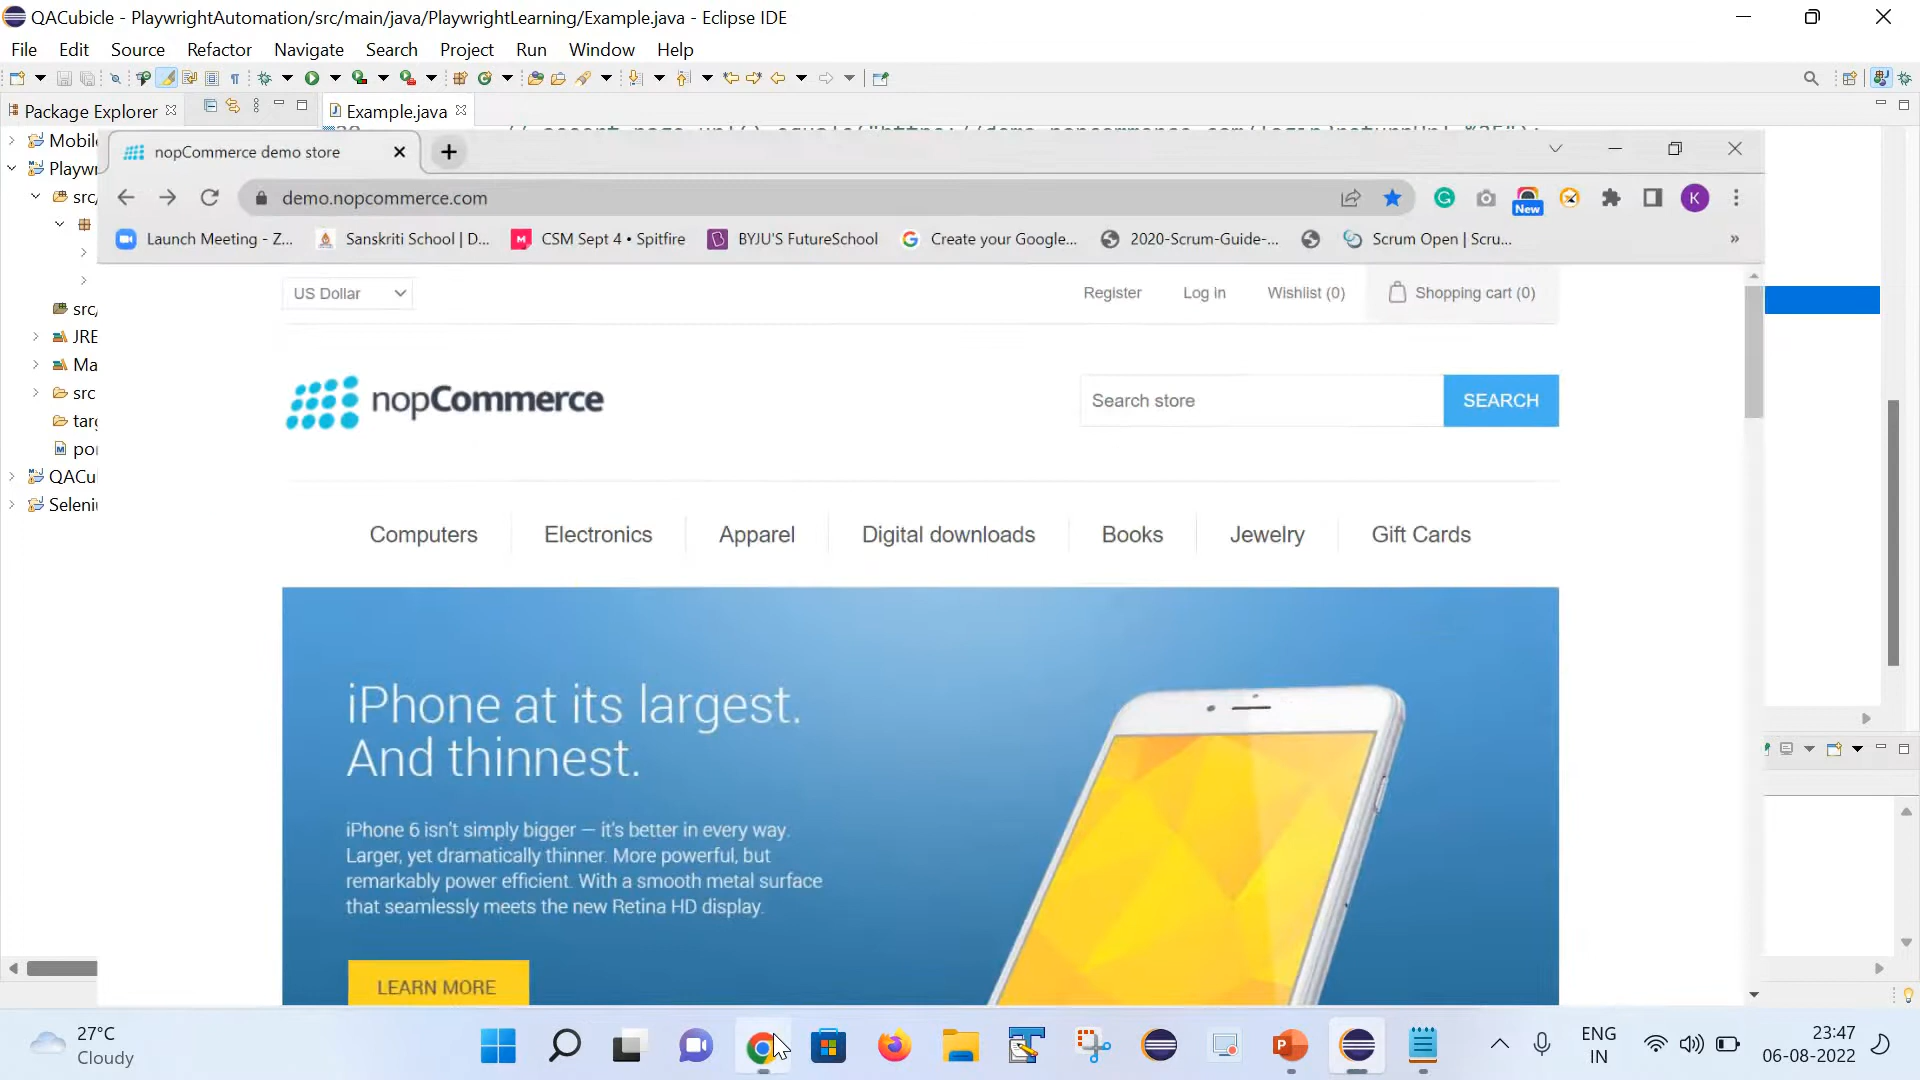 QACubicle - PlaywrightAutomation/src/main/java/PlaywrightLearning/Example.java - Eclipse IDE
File Edit Source Refactor Navigate Search Project Run Window Help
Package Explorer
Example.java
Mobile
nopCommerce demo store
Playw
demo.nopcommerce.com
New
K
src/
Launch Meeting - Z...
Sanskriti School | D...
CSM Sept 4 • Spitfire
BYJU'S FutureSchool
Create your Google...
2020-Scrum-Guide-...
Scrum Open | Scru...
»
US Dollar
Register
Log in
Wishlist (0)
Shopping cart (0)
src/
JRE
Ma
src
targ
QACu
Seleni
nopCommerce
Search store
SEARCH
Computers
Electronics
Apparel
Digital downloads
Books
Jewelry
Gift Cards
iPhone at its largest.
And thinnest.
iPhone 6 isn't simply bigger — it's better in every way.
Larger, yet dramatically thinner. More powerful, but
remarkably power efficient. With a smooth metal surface
that seamlessly meets the new Retina HD display.
LEARN MORE
27°C
Cloudy
ENG
IN
23:47
06-08-2022